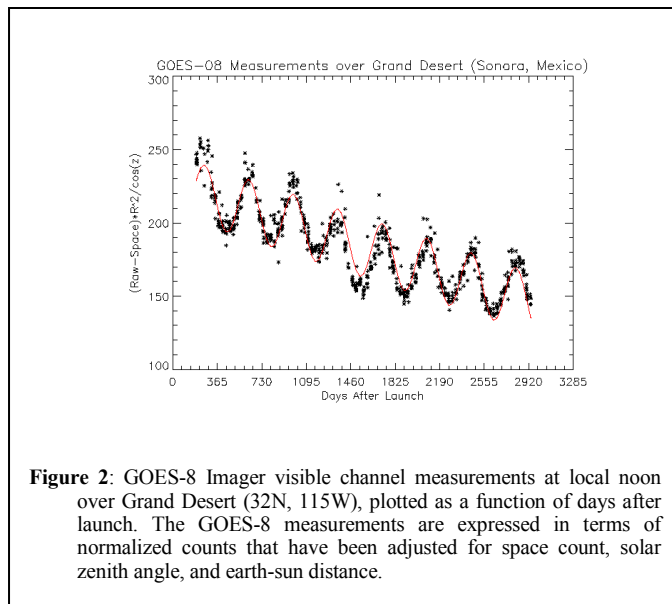 GOES-08 Measurements over Grand Desert (Sonara, Mexico)
300
250
200
150
100
(Raw-Space)*R^2/cos(z)
0 365 730 1095 1460 1825 2190 2555 2920 3285
Days After Launch
Figure 2: GOES-8 Imager visible channel measurements at local noon
over Grand Desert (32N, 115W), plotted as a function of days after
launch. The GOES-8 measurements are expressed in terms of
normalized counts that have been adjusted for space count, solar
zenith angle, and earth-sun distance.